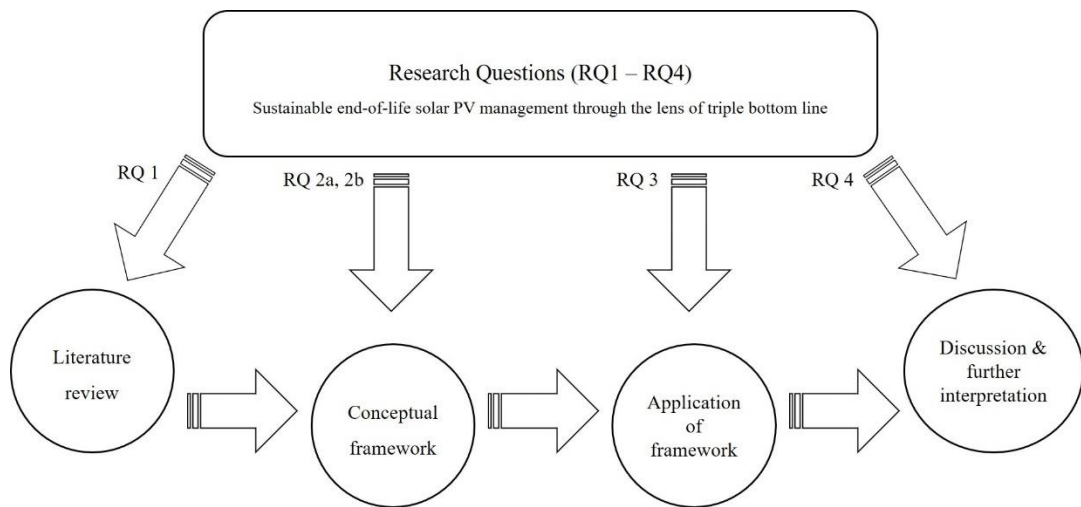 Research Questions (RQ1 – RQ4)
Sustainable end-of-life solar PV management through the lens of triple bottom line
RQ 1
RQ 2a, 2b
RQ 3
RQ 4
Literature
review
Conceptual
framework
Application
of
framework
Discussion &
further
interpretation